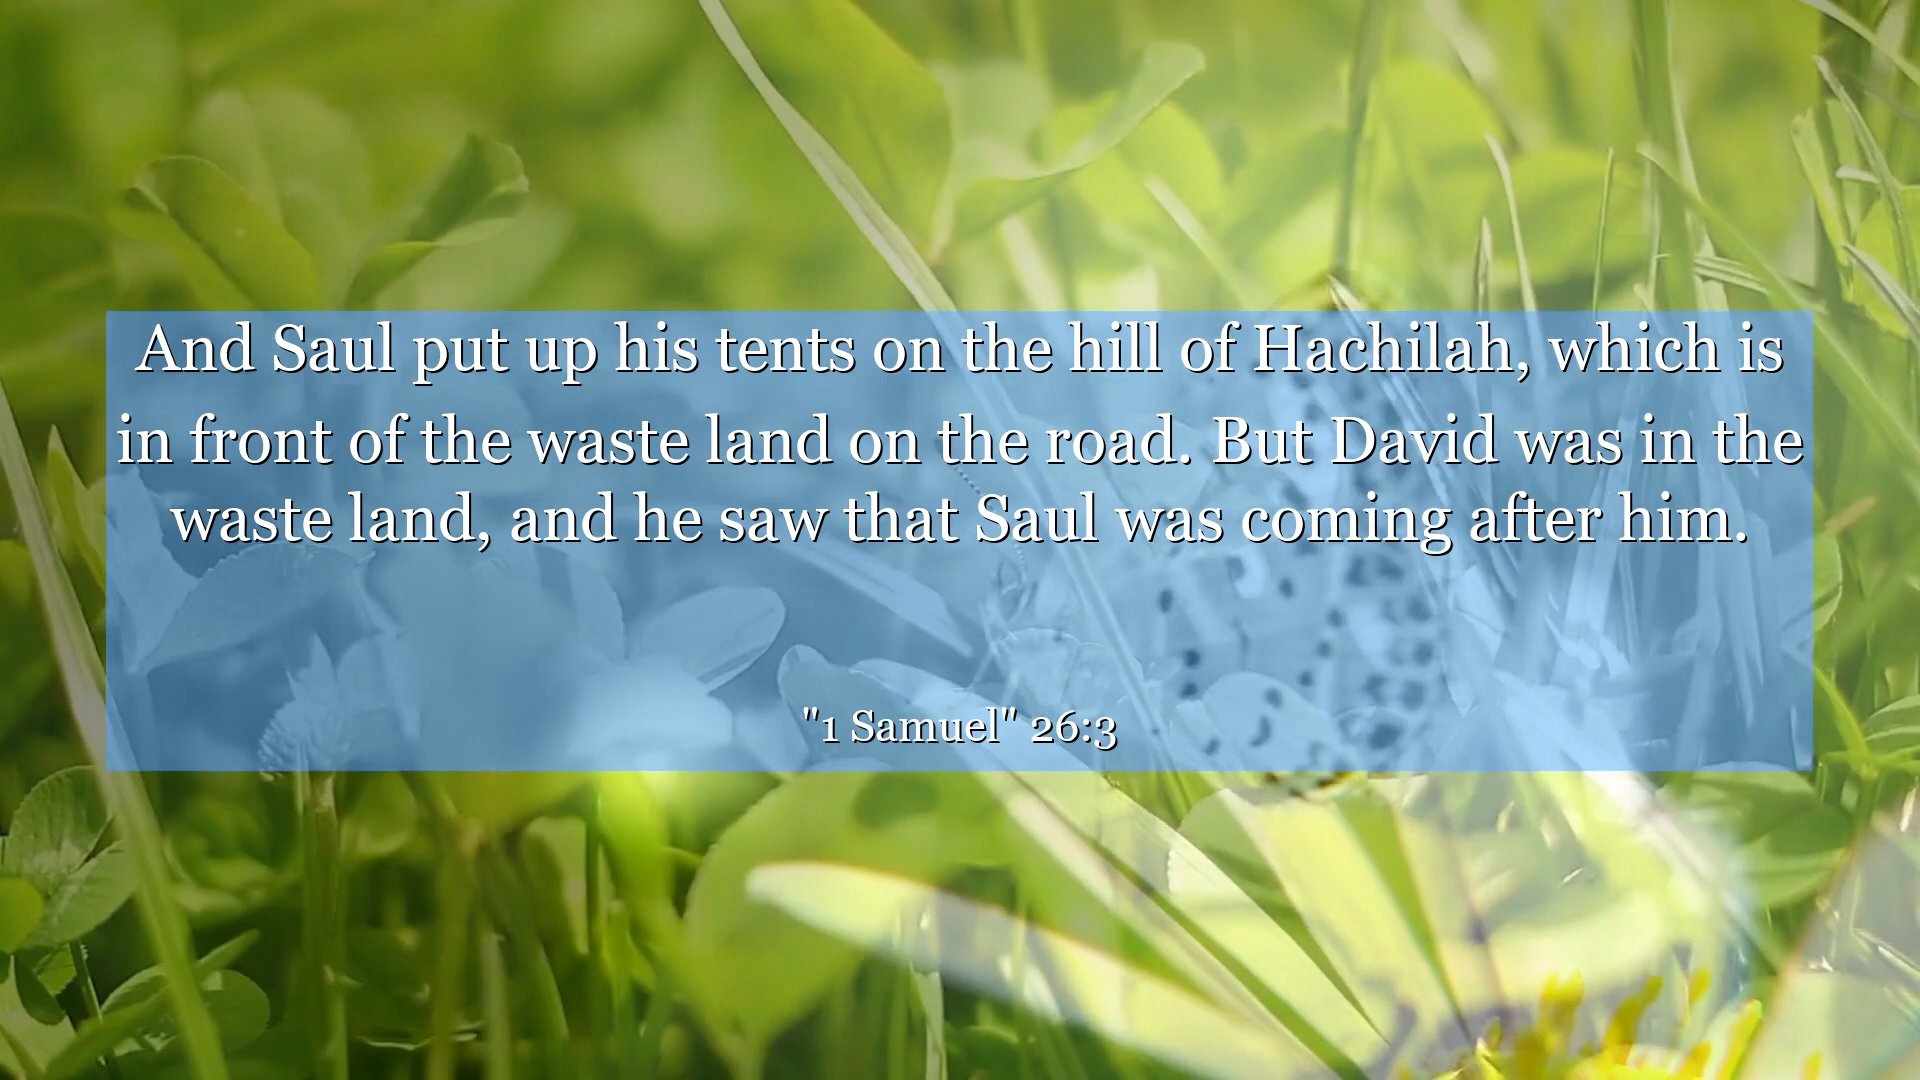 And Saul put up his tents on the hill of Hachilah, which is
in front of the waste land on the road. But David was in the
waste land, and he saw that Saul was coming after him.
"1 Samuel" 26:3